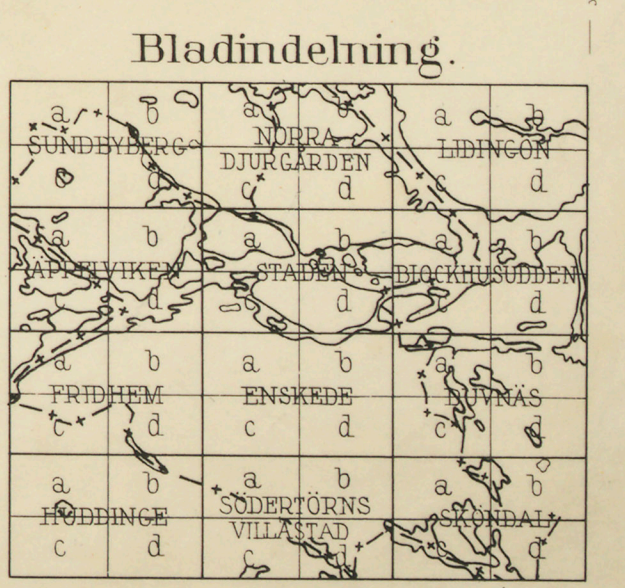 Bladindelning.
a b a b a b
SUNDBYBERG NORRA DJURGÅRDEN LIDINGÖN
d c d c d
a b a b a b
ÄPPELVIKEN STADEN BLOCKHUSUDDEN
c d c d c d
a b a b a b
FRIDHEM ENSKEDE DUVNÄS
c d c d c d
a b a b a b
HUDDINGE SÖDERTÖRNS VILLASTAD SKÖNDAL
c d c d c d